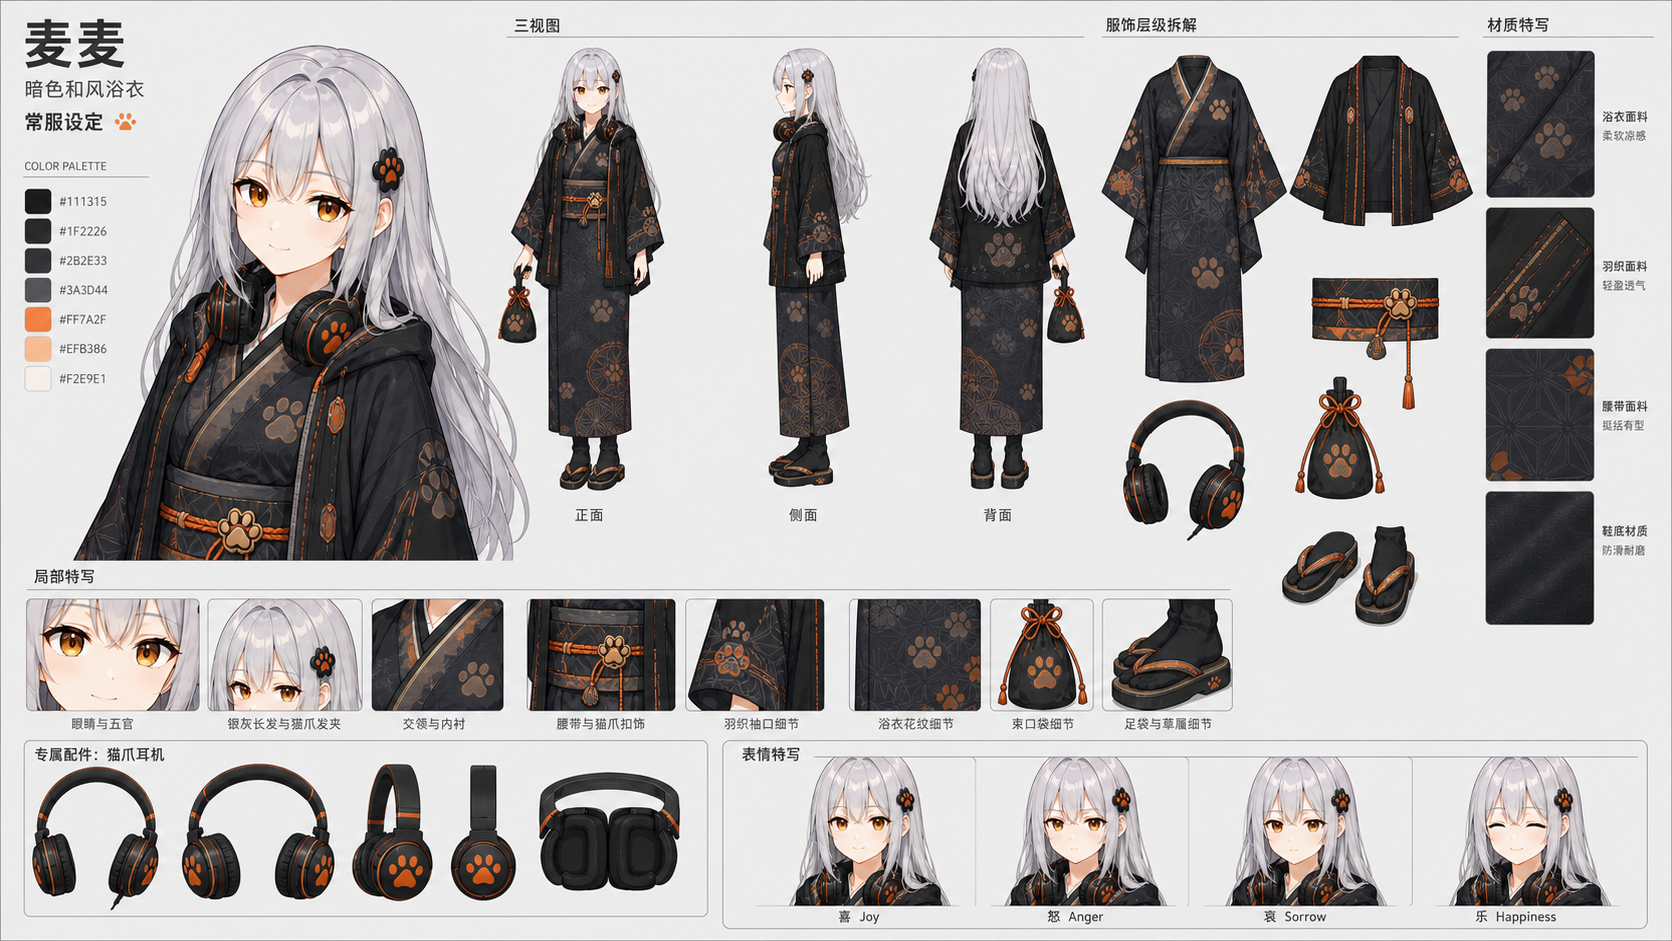 麦麦
暗色和风浴衣
常服设定
COLOR PALETTE
#111315
#1F2226
#2B2E33
#3A3D44
#FF7A2F
#EFB386
#F2E9E1
三视图
正面
侧面
背面
服饰层级拆解
材质特写
浴衣面料
柔软凉感
羽织面料
轻盈透气
腰带面料
挺括有型
鞋底材质
防滑耐磨
局部特写
眼睛与五官
银灰长发与猫爪发夹
交领与内衬
腰带与猫爪扣饰
羽织袖口细节
浴衣花纹细节
束口袋细节
足袋与草履细节
专属配件：猫爪耳机
表情特写
喜 Joy
怒 Anger
哀 Sorrow
乐 Happiness